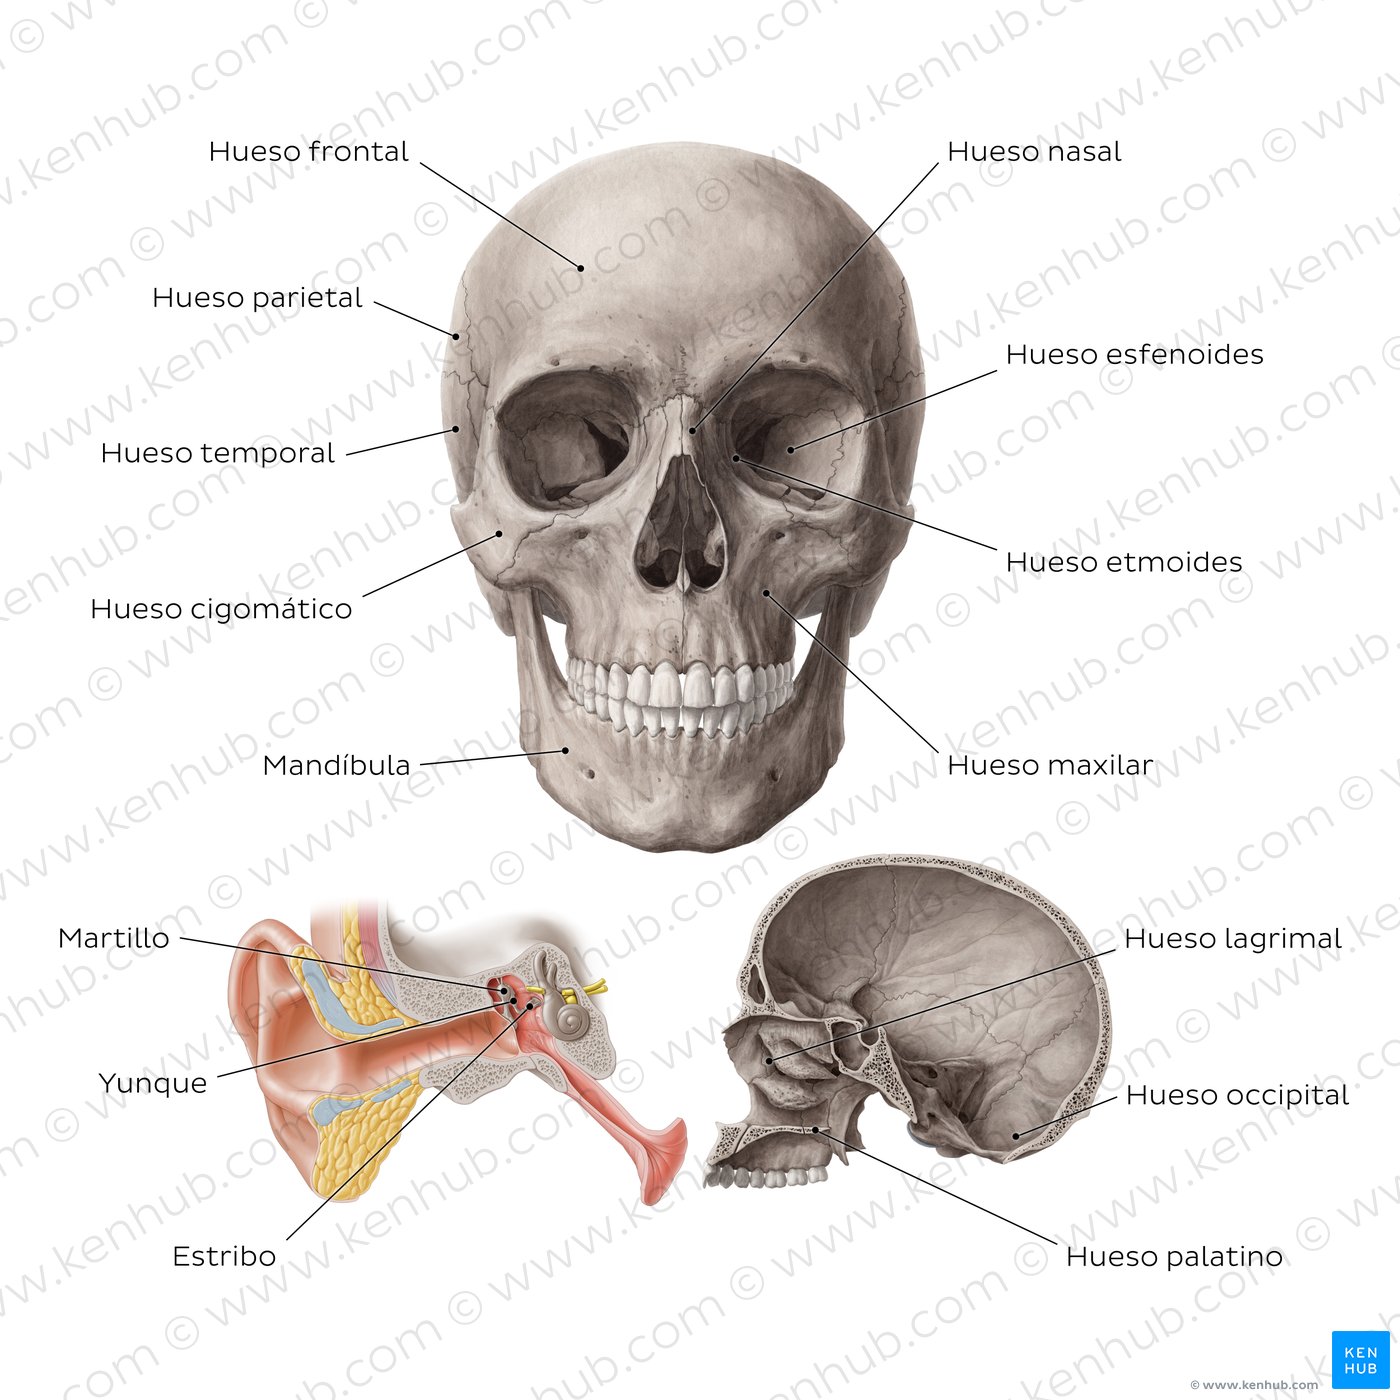 Hueso frontal
Hueso nasal
Hueso parietal
Hueso esfenoides
Hueso temporal
Hueso etmoides
Hueso cigomático
Mandíbula
Hueso maxilar
Martillo
Hueso lagrimal
Yunque
Hueso occipital
Estribo
Hueso palatino
KEN
HUB
© www.kenhub.com